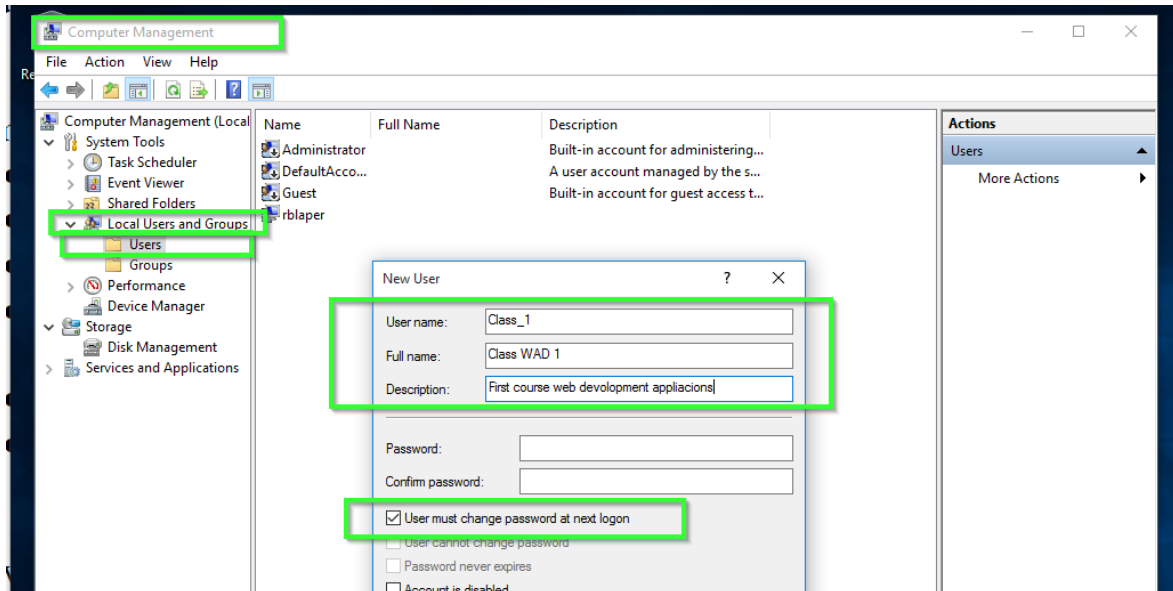 Computer Management
File Action View Help
Re
Computer Management (Local
System Tools
Task Scheduler
Event Viewer
Shared Folders
Local Users and Groups
Users
Groups
Performance
Device Manager
Storage
Disk Management
Services and Applications
Name Full Name Description
Administrator Built-in account for administering...
DefaultAcco... A user account managed by the s...
Guest Built-in account for guest access t...
rblaper
Actions
Users
More Actions
New User ? X
User name: Class_1
Full name: Class WAD 1
Description: First course web devolopment appliacions
Password:
Confirm password:
User must change password at next logon
User cannot change password
Password never expires
Account is disabled